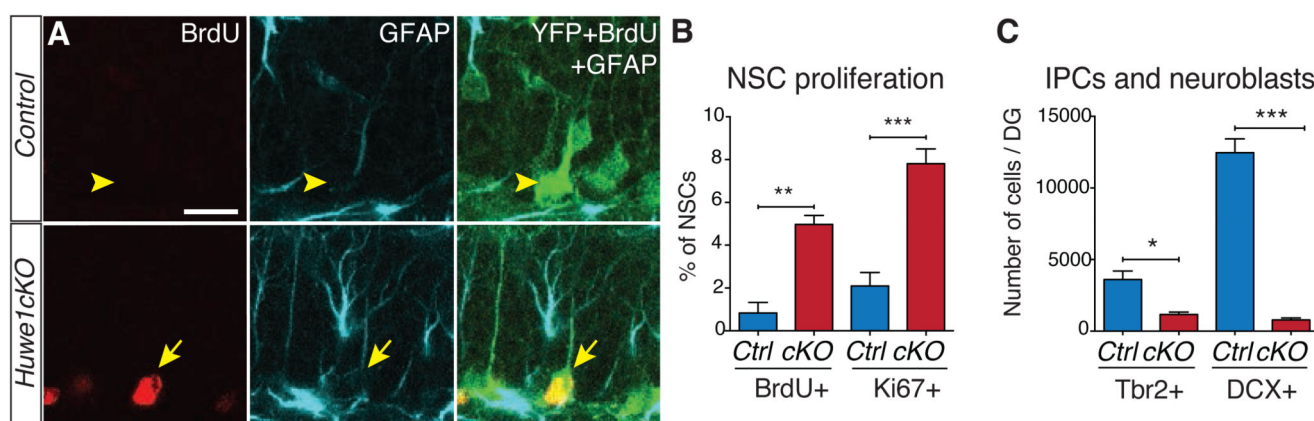 A
BrdU
GFAP
YFP+BrdU
+GFAP
Control
Huwe1cKO
B
NSC proliferation
% of NSCs
10
8
6
4
2
0
**
***
Ctrl cKO Ctrl cKO
BrdU+ Ki67+
C
IPCs and neuroblasts
Number of cells / DG
15000
10000
5000
0
*
***
Ctrl cKO Ctrl cKO
Tbr2+ DCX+